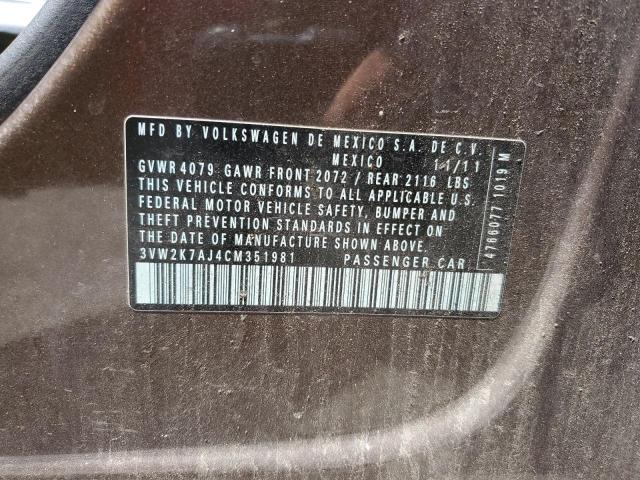 MFD BY VOLKSWAGEN DE MEXICO S.A. DE C.V.
MEXICO 11/11
GVWR 4079 GAWR FRONT 2072 / REAR 2116 LBS
THIS VEHICLE CONFORMS TO ALL APPLICABLE U.S.
FEDERAL MOTOR VEHICLE SAFETY, BUMPER AND
THEFT PREVENTION STANDARDS IN EFFECT ON
THE DATE OF MANUFACTURE SHOWN ABOVE.
3VW2K7AJ4CM351981 PASSENGER CAR
4766077 1019 M